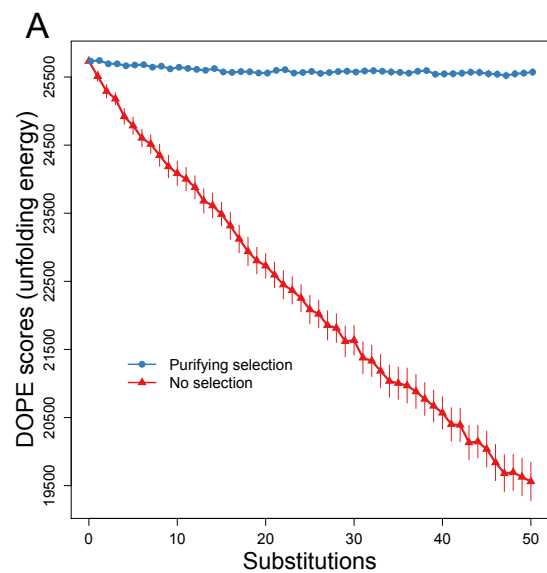 A
DOPE scores (unfolding energy)
25500
24500
23500
22500
21500
20500
19500
Purifying selection
No selection
0 10 20 30 40 50
Substitutions